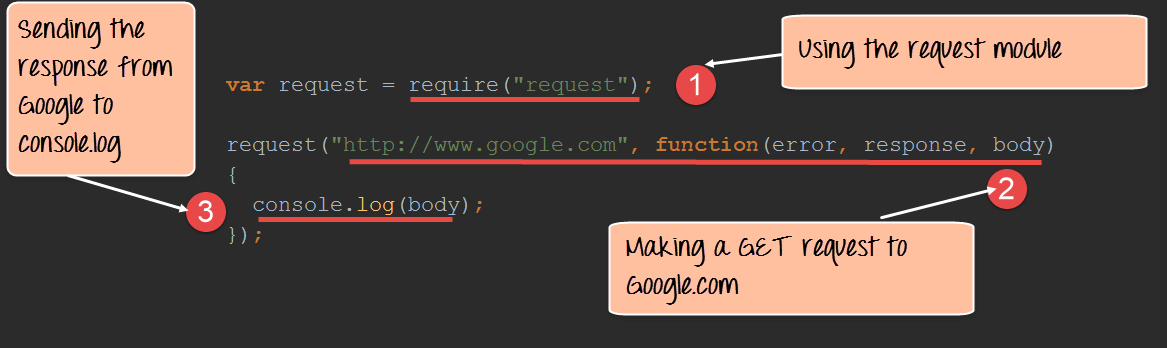 Sending the
response from
Google to
console.log
Using the request module
var request = require("request");
1
request("http://www.google.com", function(error, response, body)
{
2
console.log(body);
3
});
Making a GET request to
Google.com